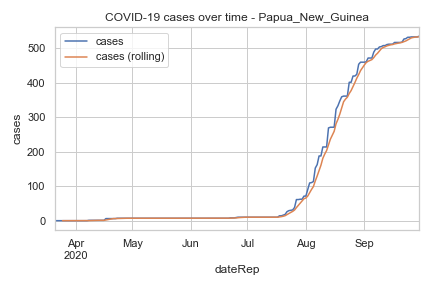 COVID-19 cases over time - Papua_New_Guinea
cases
cases (rolling)
cases
500
400
300
200
100
0
Apr May Jun Jul Aug Sep
2020
dateRep